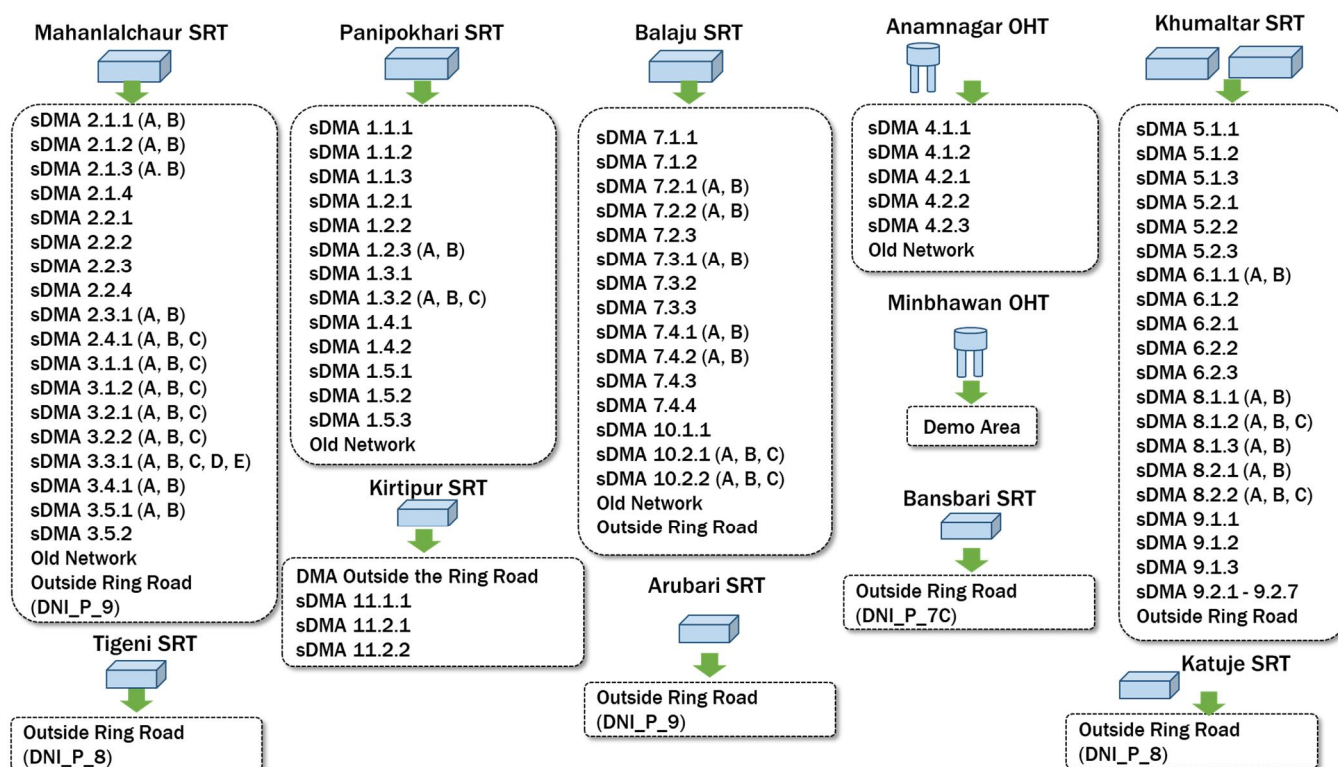 Mahanlalchaur SRT
sDMA 2.1.1 (A, B)
sDMA 2.1.2 (A, B)
sDMA 2.1.3 (A. B)
sDMA 2.1.4
sDMA 2.2.1
sDMA 2.2.2
sDMA 2.2.3
sDMA 2.2.4
sDMA 2.3.1 (A, B)
sDMA 2.4.1 (A, B, C)
sDMA 3.1.1 (A, B, C)
sDMA 3.1.2 (A, B, C)
sDMA 3.2.1 (A, B, C)
sDMA 3.2.2 (A, B, C)
sDMA 3.3.1 (A, B, C, D, E)
sDMA 3.4.1 (A, B)
sDMA 3.5.1 (A, B)
sDMA 3.5.2
Old Network
Outside Ring Road
(DNI_P_9)
Tigeni SRT
Outside Ring Road
(DNI_P_8)
Panipokhari SRT
sDMA 1.1.1
sDMA 1.1.2
sDMA 1.1.3
sDMA 1.2.1
sDMA 1.2.2
sDMA 1.2.3 (A, B)
sDMA 1.3.1
sDMA 1.3.2 (A, B, C)
sDMA 1.4.1
sDMA 1.4.2
sDMA 1.5.1
sDMA 1.5.2
sDMA 1.5.3
Old Network
Kirtipur SRT
DMA Outside the Ring Road
sDMA 11.1.1
sDMA 11.2.1
sDMA 11.2.2
Balaju SRT
sDMA 7.1.1
sDMA 7.1.2
sDMA 7.2.1 (A, B)
sDMA 7.2.2 (A, B)
sDMA 7.2.3
sDMA 7.3.1 (A, B)
sDMA 7.3.2
sDMA 7.3.3
sDMA 7.4.1 (A, B)
sDMA 7.4.2 (A, B)
sDMA 7.4.3
sDMA 7.4.4
sDMA 10.1.1
sDMA 10.2.1 (A, B, C)
sDMA 10.2.2 (A, B, C)
Old Network
Outside Ring Road
Arubari SRT
Outside Ring Road
(DNI_P_9)
Anamnagar OHT
sDMA 4.1.1
sDMA 4.1.2
sDMA 4.2.1
sDMA 4.2.2
sDMA 4.2.3
Old Network
Minbhawan OHT
Demo Area
Bansbari SRT
Outside Ring Road
(DNI_P_7C)
Khumaltar SRT
sDMA 5.1.1
sDMA 5.1.2
sDMA 5.1.3
sDMA 5.2.1
sDMA 5.2.2
sDMA 5.2.3
sDMA 6.1.1 (A, B)
sDMA 6.1.2
sDMA 6.2.1
sDMA 6.2.2
sDMA 6.2.3
sDMA 8.1.1 (A, B)
sDMA 8.1.2 (A, B, C)
sDMA 8.1.3 (A, B)
sDMA 8.2.1 (A, B)
sDMA 8.2.2 (A, B, C)
sDMA 9.1.1
sDMA 9.1.2
sDMA 9.1.3
sDMA 9.2.1 - 9.2.7
Outside Ring Road
Katuje SRT
Outside Ring Road
(DNI_P_8)